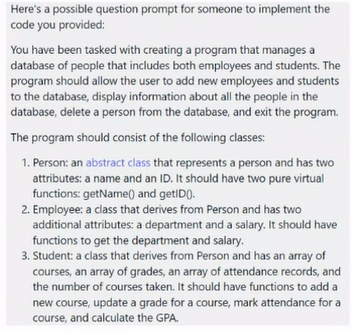 Here's a possible question prompt for someone to implement the
code you provided:
You have been tasked with creating a program that manages a
database of people that includes both employees and students. The
program should allow the user to add new employees and students
to the database, display information about all the people in the
database, delete a person from the database, and exit the program.
The program should consist of the following classes:
1. Person: an abstract class that represents a person and has two
attributes: a name and an ID. It should have two pure virtual
functions: getName() and getID().
2. Employee: a class that derives from Person and has two
additional attributes: a department and a salary. It should have
functions to get the department and salary.
3. Student: a class that derives from Person and has an array of
courses, an array of grades, an array of attendance records, and
the number of courses taken. It should have functions to add a
new course, update a grade for a course, mark attendance for a
course, and calculate the GPA.